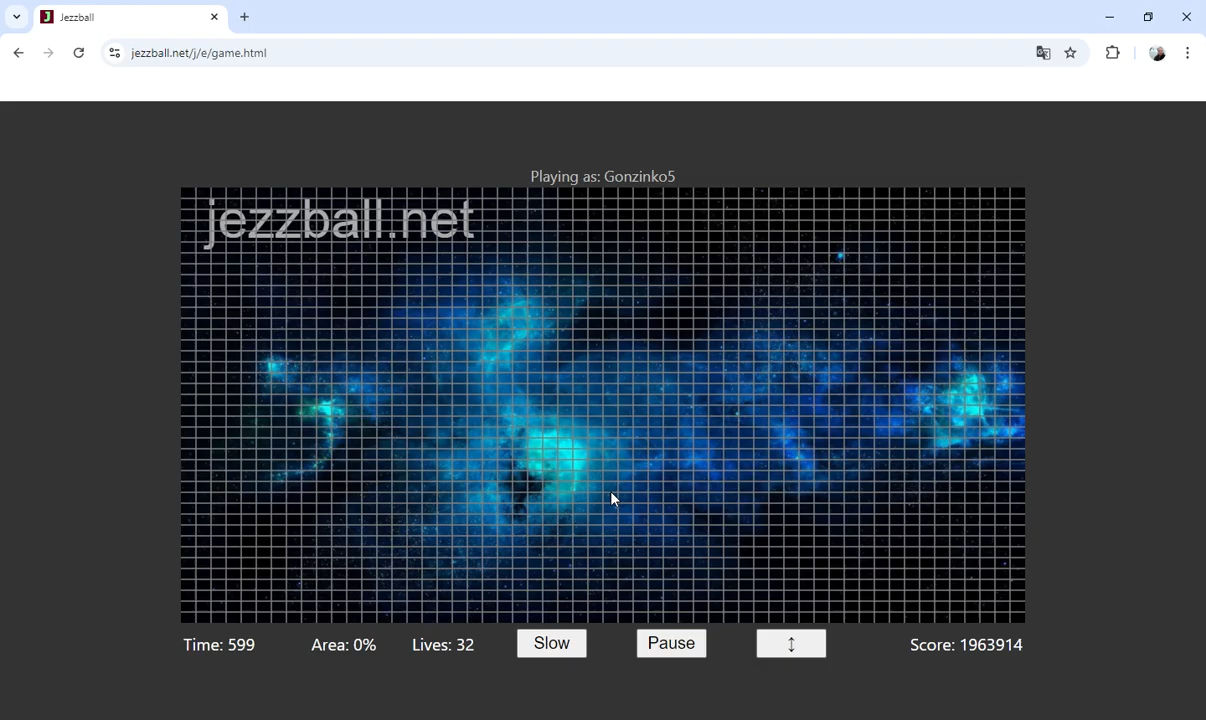 Jezzball
jezzball.net/j/e/game.html
Playing as: Gonzinko5
jezzball.net
Time: 599 Area: 0% Lives: 32 Slow Pause ↕ Score: 1963914